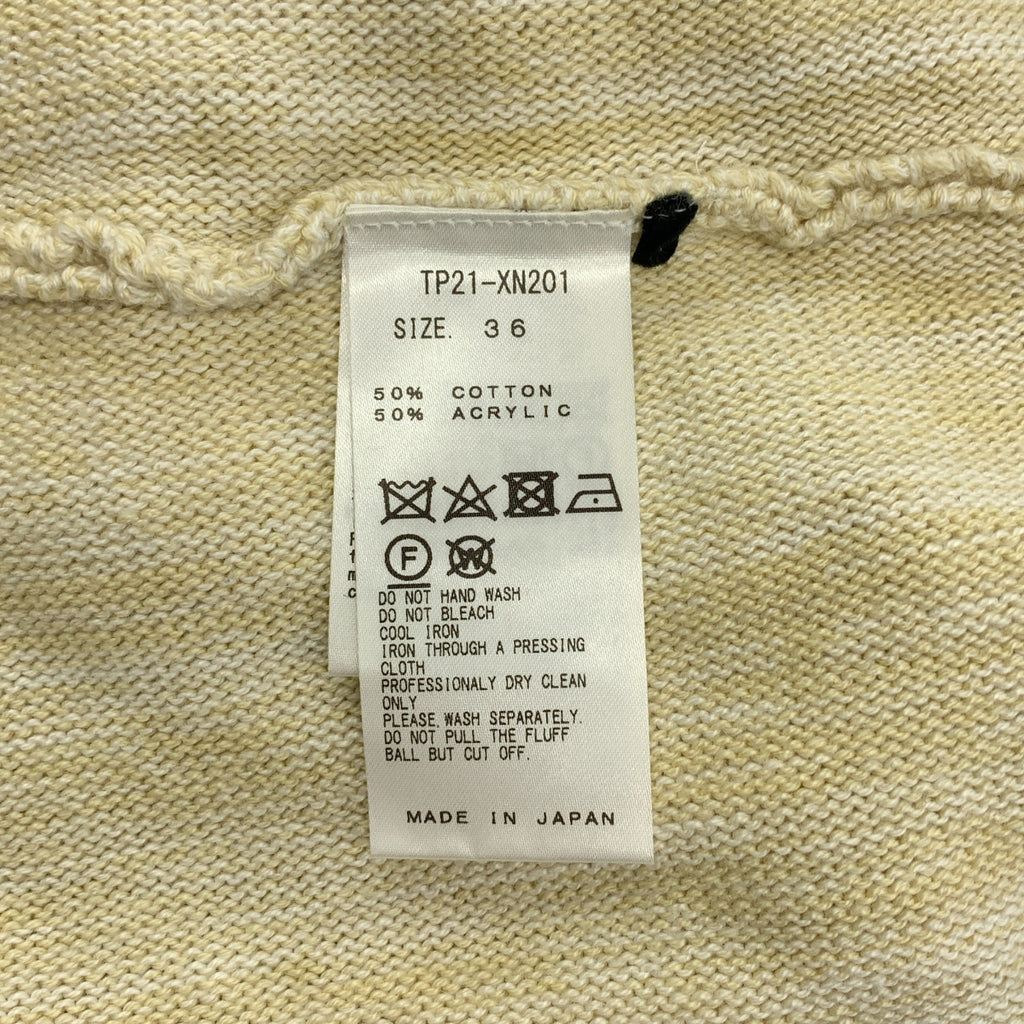 TP21-XN201
SIZE. 36
50% COTTON
50% ACRYLIC
F
W
DO NOT HAND WASH
DO NOT BLEACH
COOL IRON
IRON THROUGH A PRESSING
CLOTH
PROFESSIONALY DRY CLEAN
ONLY
PLEASE.WASH SEPARATELY.
DO NOT PULL THE FLUFF
BALL BUT CUT OFF.
MADE IN JAPAN